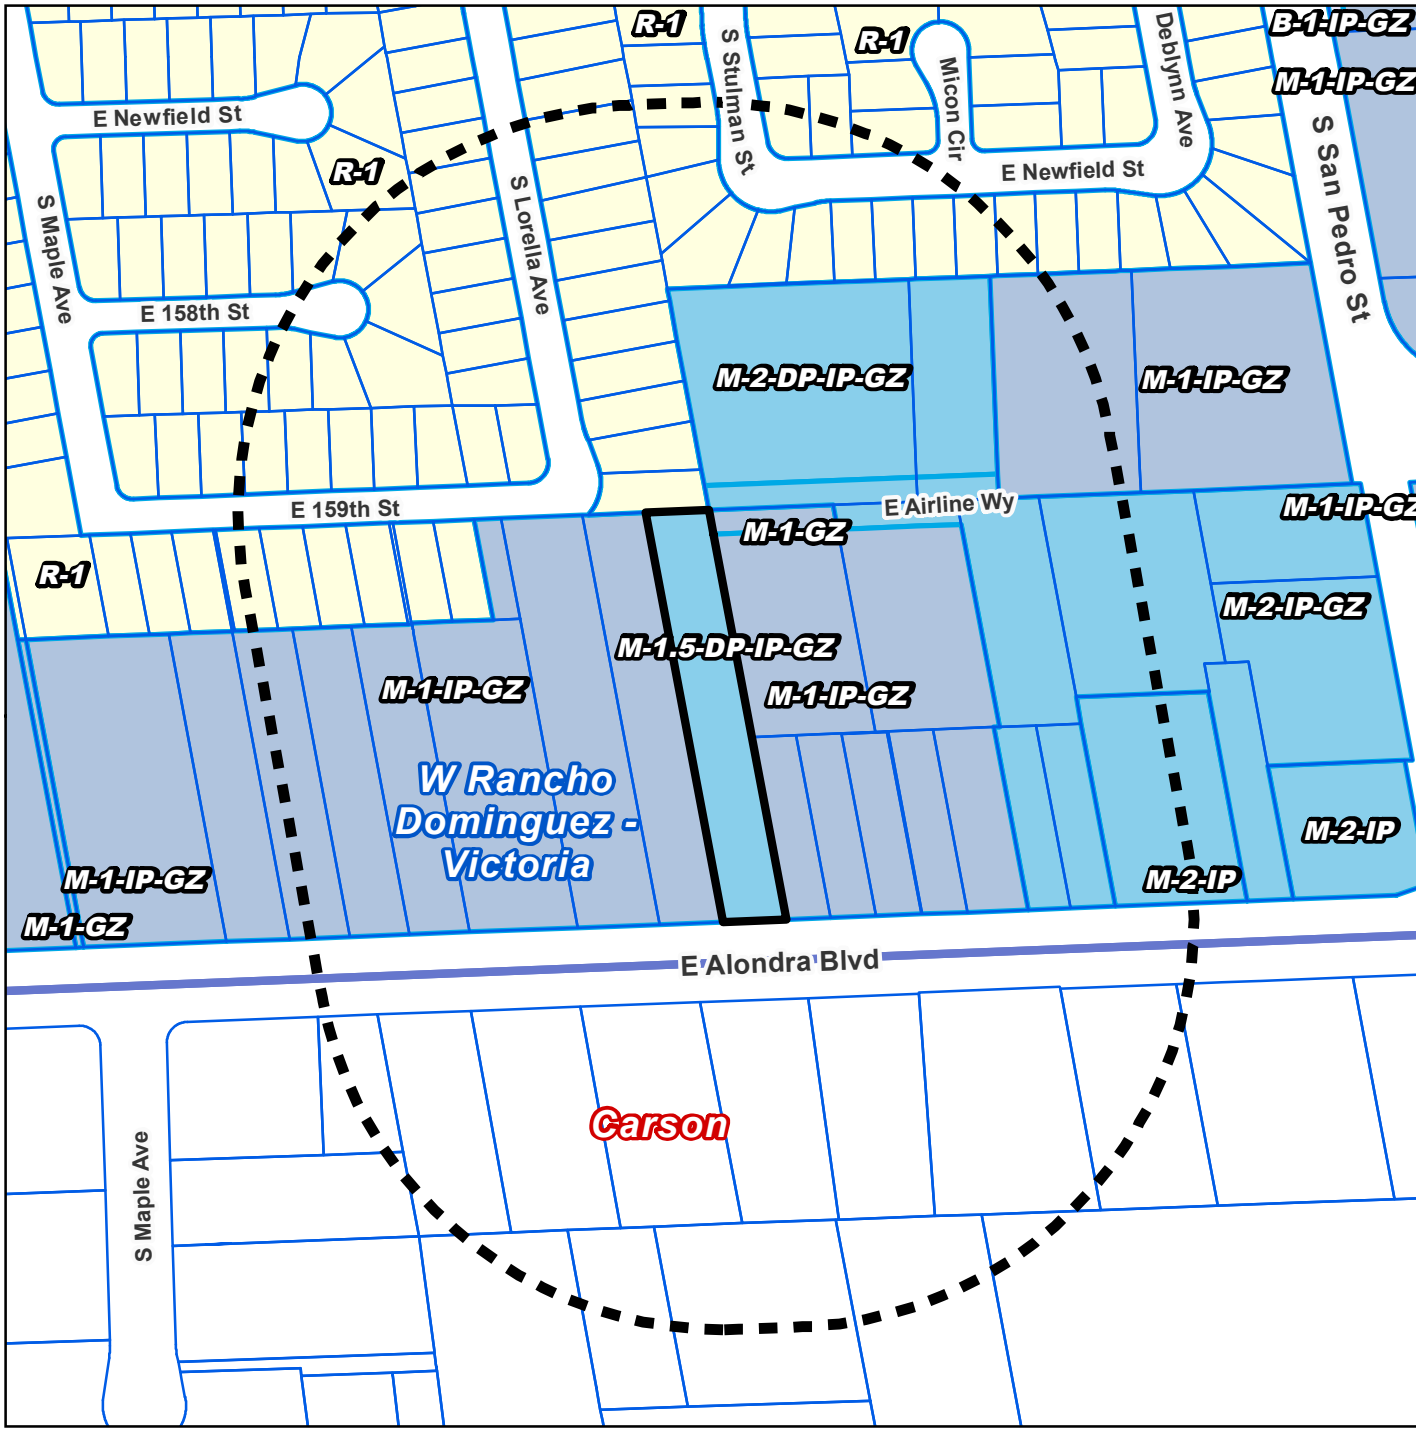 R-1
R-1
B-1-IP-GZ
M-1-IP-GZ
E Newfield St
S Stulman St
Micon Cir
Deblynn Ave
S San Pedro St
R-1
E Newfield St
S Maple Ave
S Lorella Ave
E 158th St
M-2-DP-IP-GZ
M-1-IP-GZ
E 159th St
E Airline Wy
M-1-IP-GZ
M-1-GZ
R-1
M-2-IP-GZ
M-1.5-DP-IP-GZ
M-1-IP-GZ
M-1-IP-GZ
W Rancho
Dominguez -
Victoria
M-2-IP
M-1-IP-GZ
M-2-IP
M-1-GZ
E Alondra Blvd
Carson
S Maple Ave